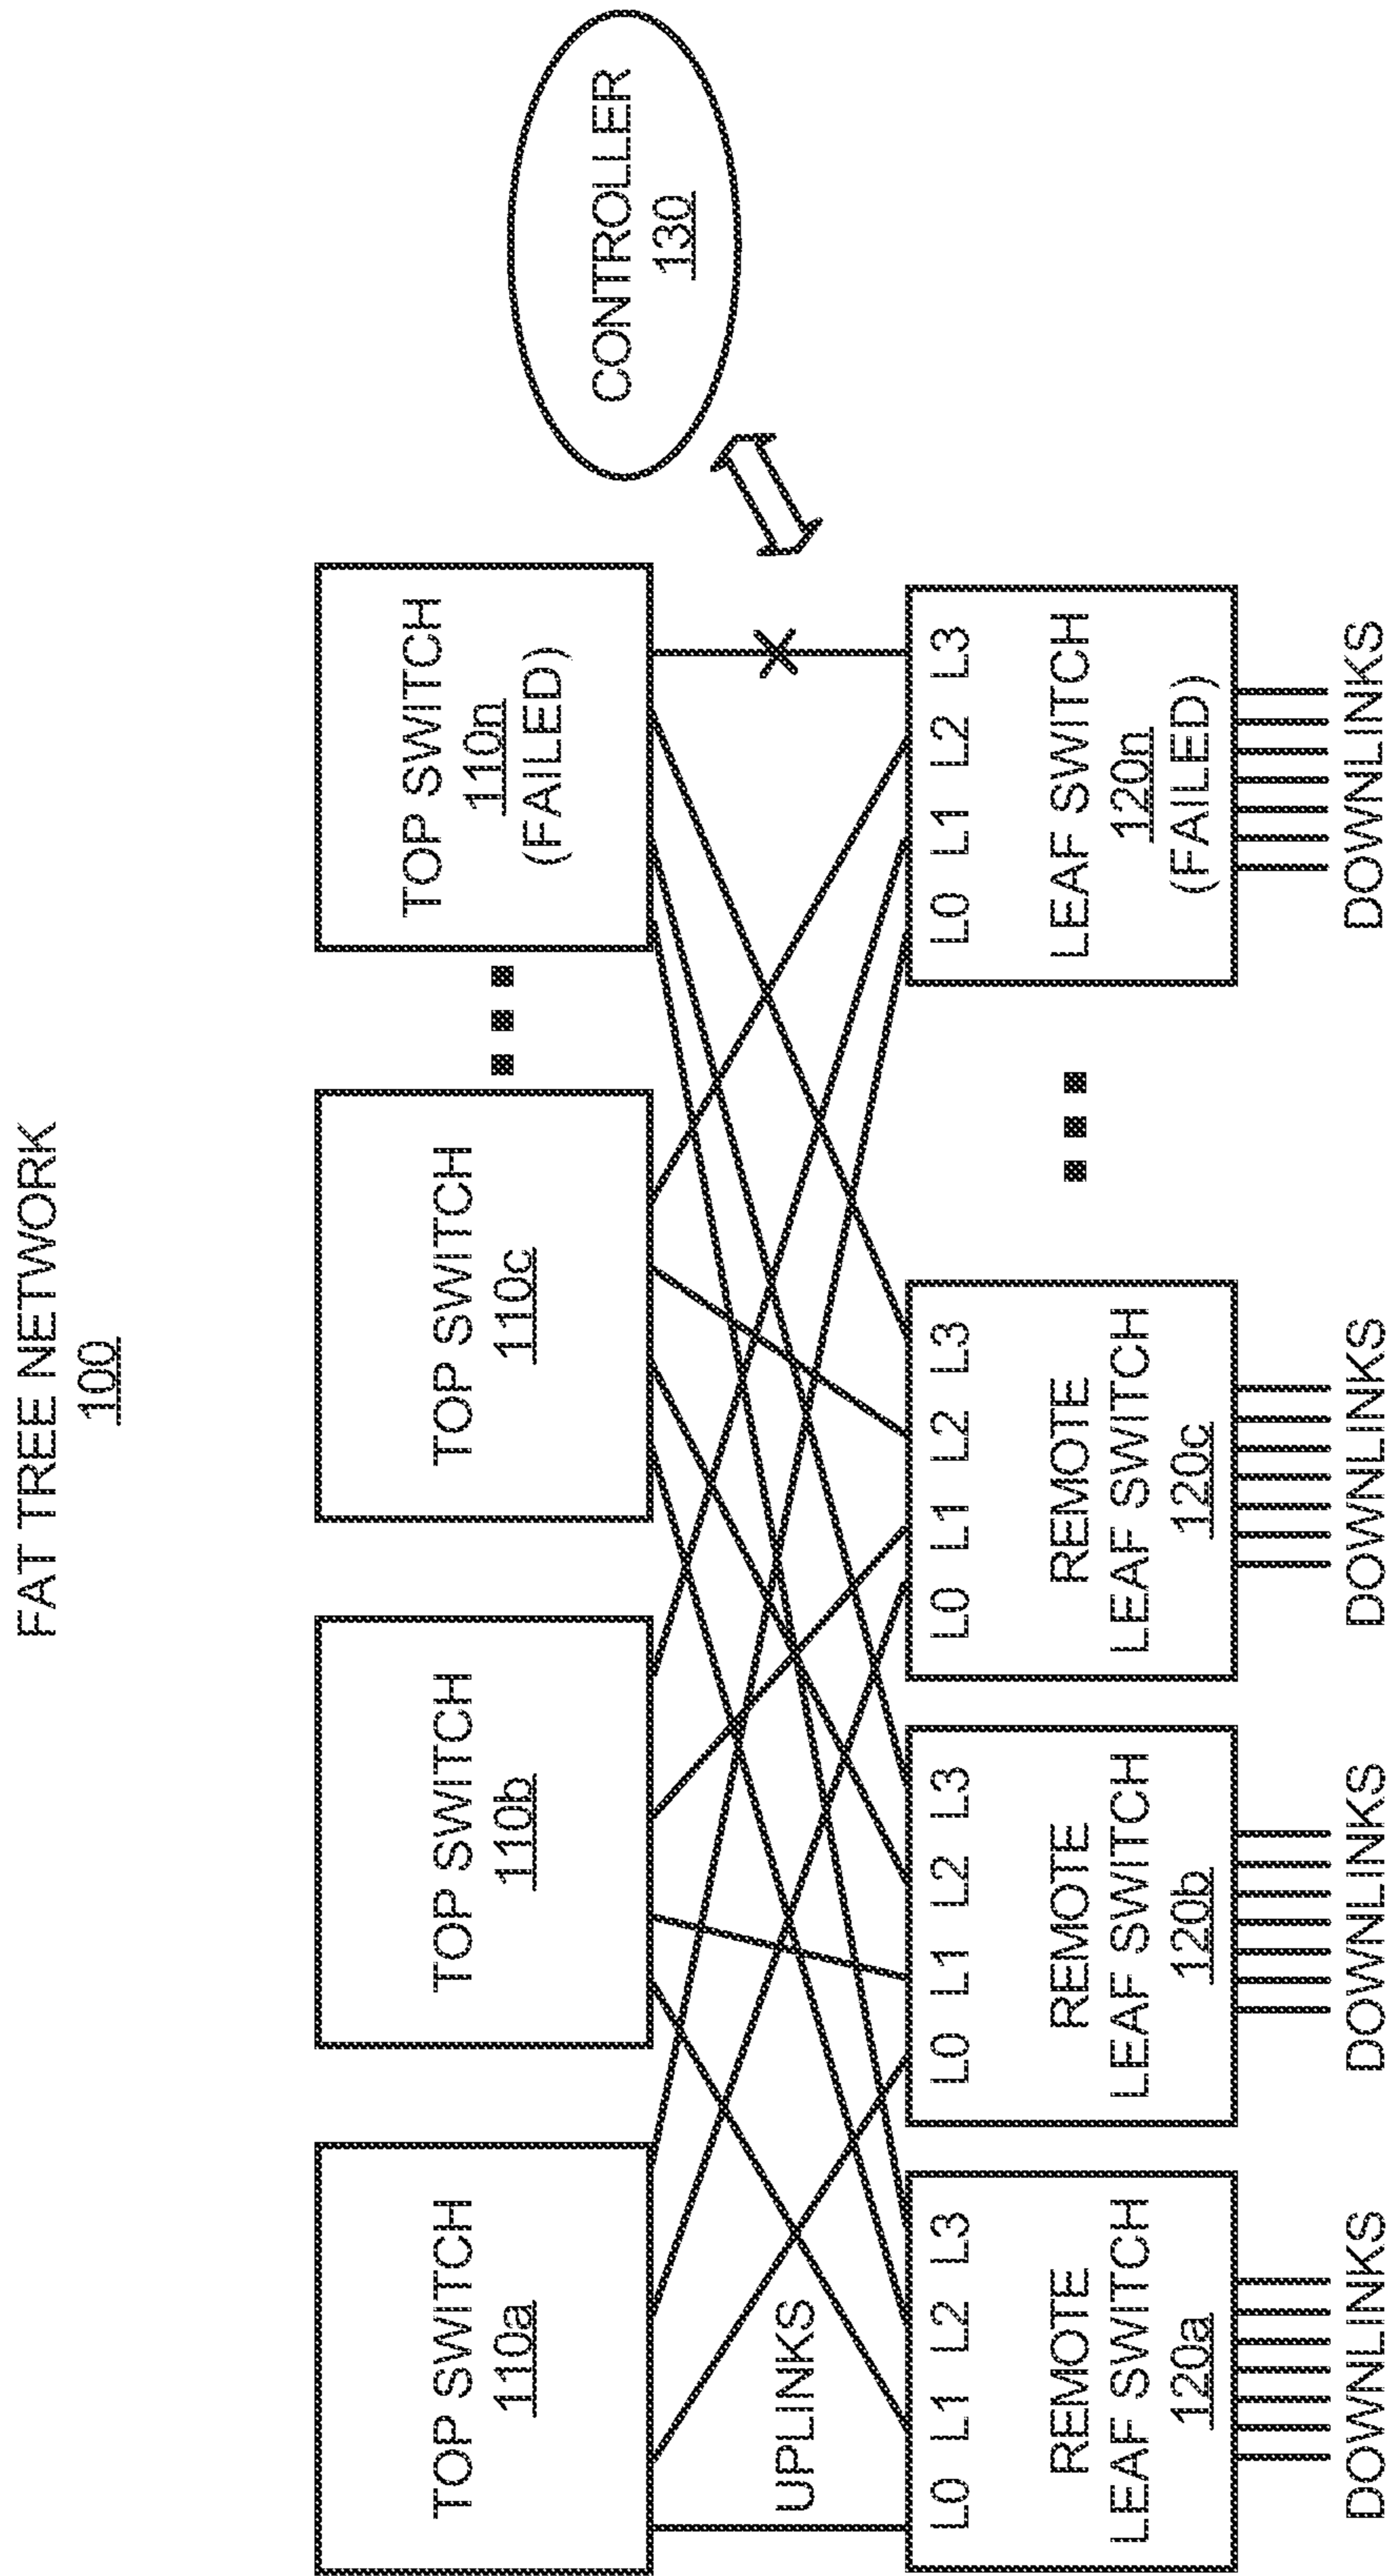 FAT TREE NETWORK
100
TOP SWITCH
110a
TOP SWITCH
110b
TOP SWITCH
110c
TOP SWITCH
110n
(FAILED)
CONTROLLER
130
UPLINKS
L0 L1 L2 L3
REMOTE
LEAF SWITCH
120a
L0 L1 L2 L3
REMOTE
LEAF SWITCH
120b
L0 L1 L2 L3
REMOTE
LEAF SWITCH
120c
L0 L1 L2 L3
LEAF SWITCH
120n
(FAILED)
DOWNLINKS
DOWNLINKS
DOWNLINKS
DOWNLINKS